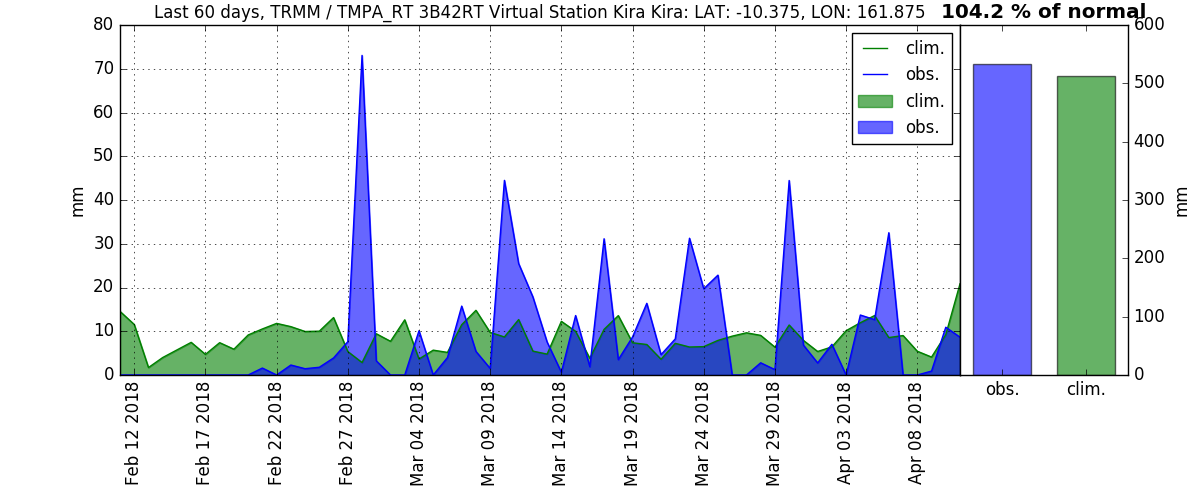 Last 60 days, TRMM / TMPA_RT 3B42RT Virtual Station Kira Kira: LAT: -10.375, LON: 161.875 104.2 % of normal
80
70
60
50
40
30
20
10
0
mm
clim.
obs.
clim.
obs.
600
500
400
300
200
100
0
mm
obs. clim.
Feb 12 2018
Feb 17 2018
Feb 22 2018
Feb 27 2018
Mar 04 2018
Mar 09 2018
Mar 14 2018
Mar 19 2018
Mar 24 2018
Mar 29 2018
Apr 03 2018
Apr 08 2018